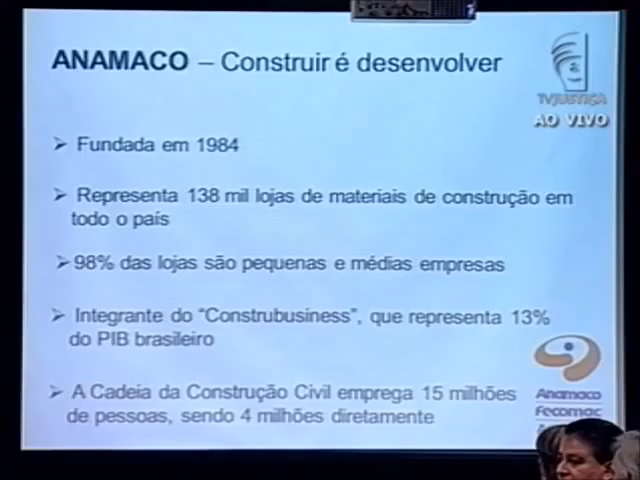 ANAMACO – Construir é desenvolver
TV JUSTIÇA
AO VIVO
➢ Fundada em 1984
➢ Representa 138 mil lojas de materiais de construção em
todo o país
➢ 98% das lojas são pequenas e médias empresas
➢ Integrante do “Construbusiness”, que representa 13%
do PIB brasileiro
➢ A Cadeia da Construção Civil emprega 15 milhões
de pessoas, sendo 4 milhões diretamente
Anamaco
Fecomac